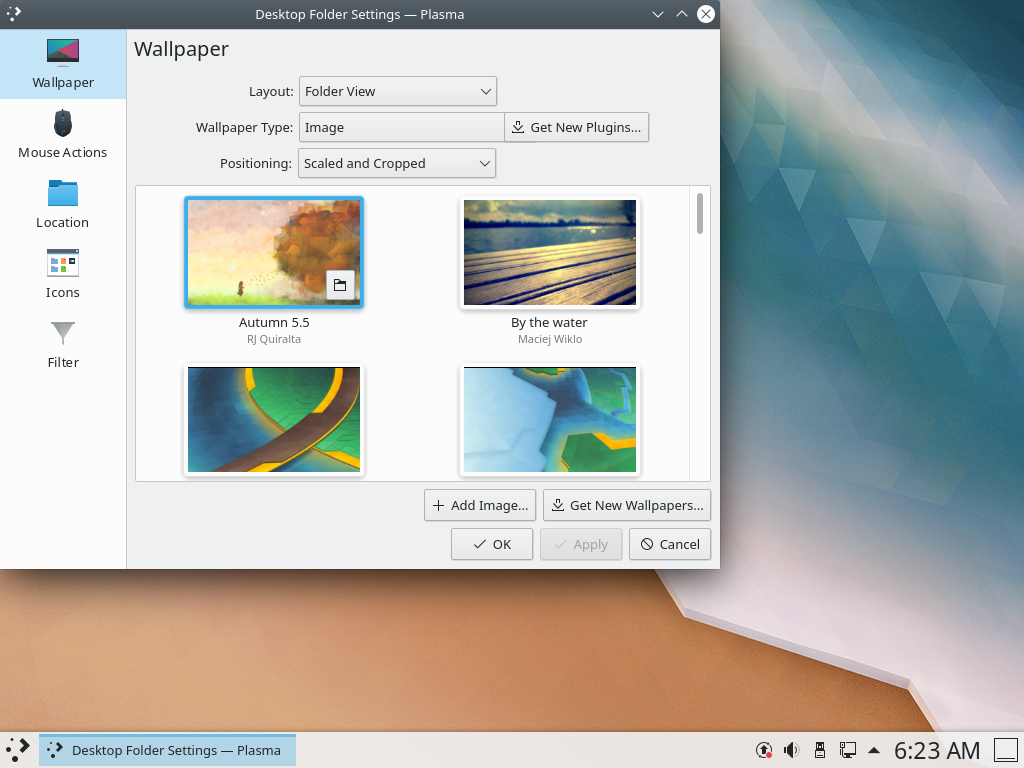 Desktop Folder Settings — Plasma
Wallpaper
Mouse Actions
Location
Icons
Filter
Wallpaper
Layout: Folder View
Wallpaper Type: Image Get New Plugins...
Positioning: Scaled and Cropped
Autumn 5.5
RJ Quiralta
By the water
Maciej Wiklo
Add Image... Get New Wallpapers...
OK Apply Cancel
Desktop Folder Settings — Plasma
6:23 AM